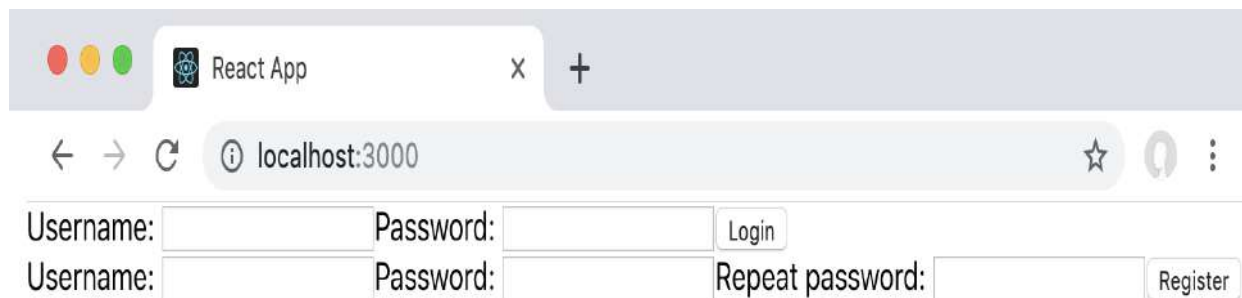 React App
localhost:3000
Username: Password: Login
Username: Password: Repeat password: Register